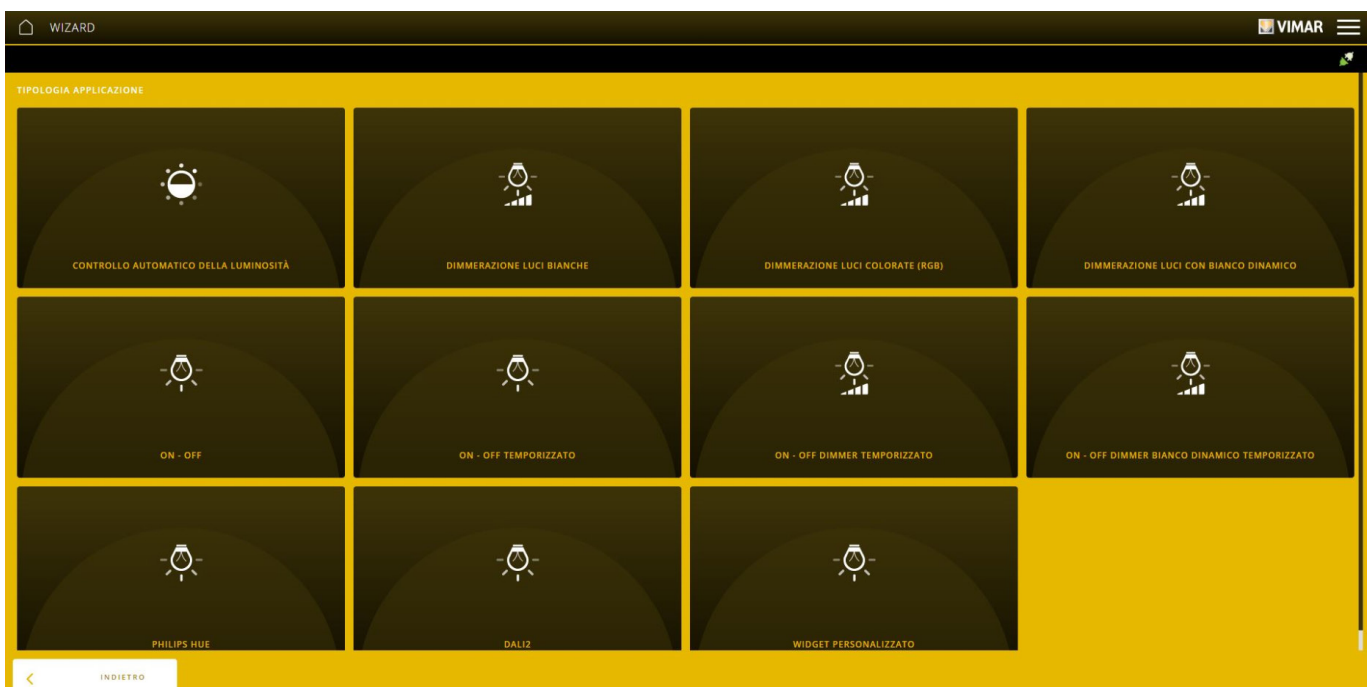 WIZARD
VIMAR
TIPOLOGIA APPLICAZIONE
CONTROLLO AUTOMATICO DELLA LUMINOSITÀ
DIMMERAZIONE LUCI BIANCHE
DIMMERAZIONE LUCI COLORATE (RGB)
DIMMERAZIONE LUCI CON BIANCO DINAMICO
ON - OFF
ON - OFF TEMPORIZZATO
ON - OFF DIMMER TEMPORIZZATO
ON - OFF DIMMER BIANCO DINAMICO TEMPORIZZATO
PHILIPS HUE
DALI2
WIDGET PERSONALIZZATO
INDIETRO